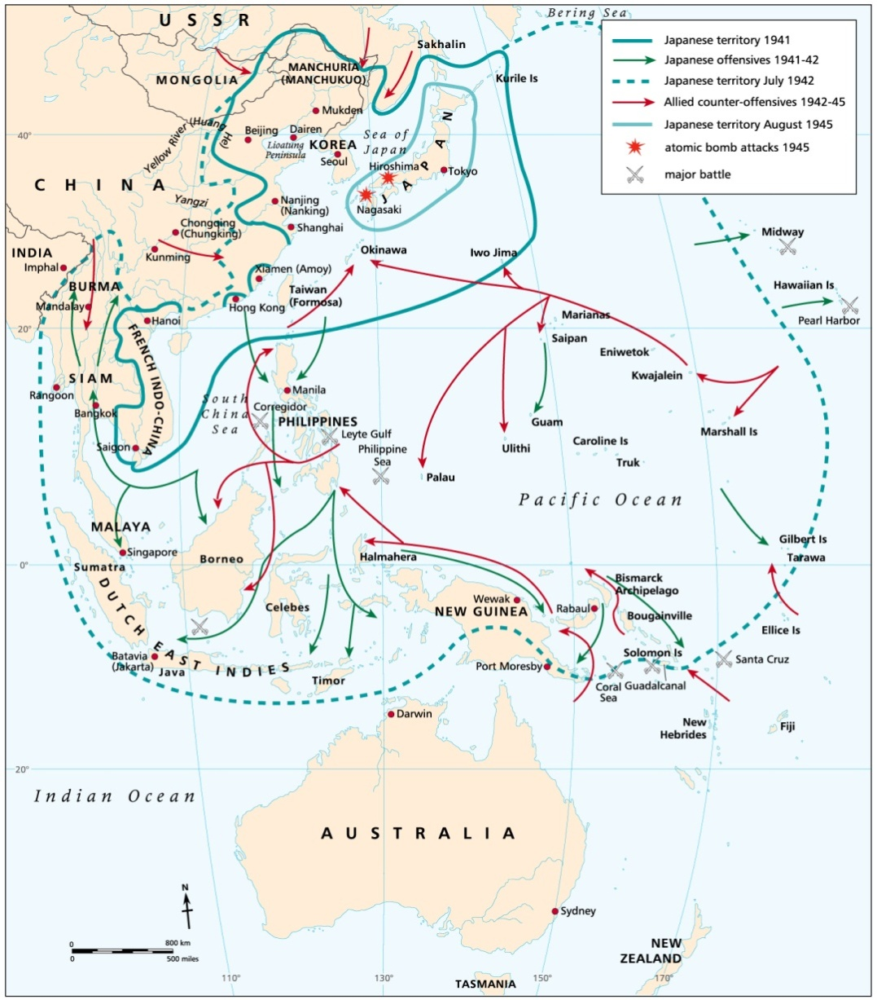 Bering Sea
USSR
Sakhalin
Kurile Is
MONGOLIA
MANCHURIA
(MANCHUKUO)
Mukden
40°
Yellow River (Huang He)
Beijing
Dairen
Lioatung
Peninsula
KOREA
Seoul
Sea of
Japan
JAPAN
Hiroshima
Tokyo
Nagasaki
CHINA
Yangzi
Nanjing
(Nanking)
Shanghai
Chongqing
(Chungking)
Kunming
INDIA
Imphal
Okinawa
Iwo Jima
Xiamen (Amoy)
BURMA
Mandalay
Taiwan
(Formosa)
Hong Kong
Hanoi
20°
FRENCH INDO-CHINA
SIAM
Rangoon
Bangkok
Saigon
South
China
Sea
Manila
Corregidor
PHILIPPINES
Leyte Gulf
Philippine
Sea
Marianas
Saipan
Eniwetok
Kwajalein
Guam
Ulithi
Palau
Caroline Is
Truk
Marshall Is
Midway
Hawaiian Is
Pearl Harbor
Pacific Ocean
MALAYA
Singapore
Sumatra
0°
Borneo
Halmahera
Celebes
DUTCH EAST INDIES
Batavia
(Jakarta)
Java
Timor
Wewak
NEW GUINEA
Rabaul
Bismarck
Archipelago
Bougainville
Solomon Is
Port Moresby
Coral
Sea
Guadalcanal
Gilbert Is
Tarawa
Ellice Is
Santa Cruz
New
Hebrides
Fiji
Darwin
20°
Indian Ocean
AUSTRALIA
Sydney
NEW
ZEALAND
TASMANIA
N
0 800 km
0 500 miles
110°
130°
150°
170°
Japanese territory 1941
Japanese offensives 1941-42
Japanese territory July 1942
Allied counter-offensives 1942-45
Japanese territory August 1945
atomic bomb attacks 1945
major battle